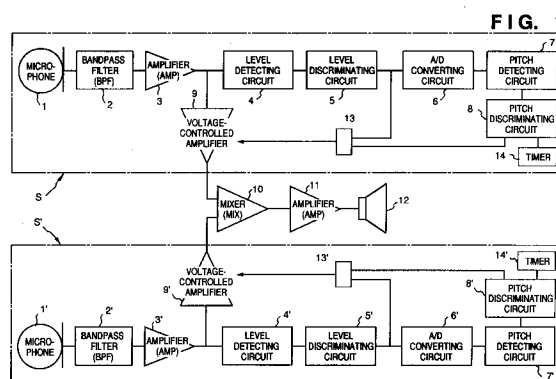 FIG.
MICRO-
PHONE
1
BANDPASS
FILTER
(BPF)
2
AMPLIFIER
(AMP)
3
LEVEL
DETECTING
CIRCUIT
4
LEVEL
DISCRIMINATING
CIRCUIT
5
A/D
CONVERTING
CIRCUIT
6
PITCH
DETECTING
CIRCUIT
7
9
VOLTAGE-
CONTROLLED
AMPLIFIER
13
8
PITCH
DISCRIMINATING
CIRCUIT
14
TIMER
S
S'
MIXER
(MIX)
10
AMPLIFIER
(AMP)
11
12
VOLTAGE-
CONTROLLED
AMPLIFIER
9'
13'
14'
TIMER
8'
PITCH
DISCRIMINATING
CIRCUIT
1'
MICRO-
PHONE
2'
BANDPASS
FILTER
(BPF)
3'
AMPLIFIER
(AMP)
4'
LEVEL
DETECTING
CIRCUIT
5'
LEVEL
DISCRIMINATING
CIRCUIT
6'
A/D
CONVERTING
CIRCUIT
PITCH
DETECTING
CIRCUIT
7'